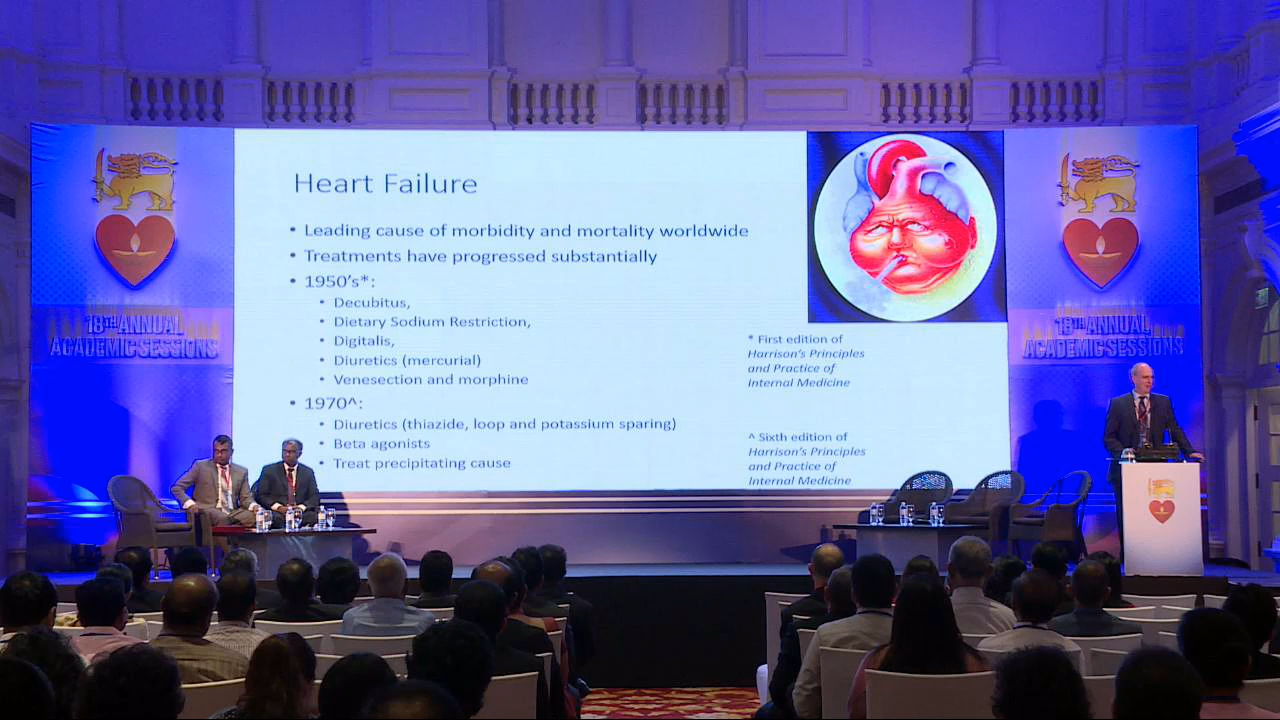 Heart Failure
• Leading cause of morbidity and mortality worldwide
• Treatments have progressed substantially
• 1950's*:
• Decubitus,
• Dietary Sodium Restriction,
• Digitalis,
• Diuretics (mercurial)
• Venesection and morphine
• 1970^:
• Diuretics (thiazide, loop and potassium sparing)
• Beta agonists
• Treat precipitating cause
* First edition of
Harrison's Principles
and Practice of
Internal Medicine
^ Sixth edition of
Harrison's Principles
and Practice of
Internal Medicine
18TH ANNUAL
ACADEMIC SESSIONS
18TH ANNUAL
ACADEMIC SESSIONS